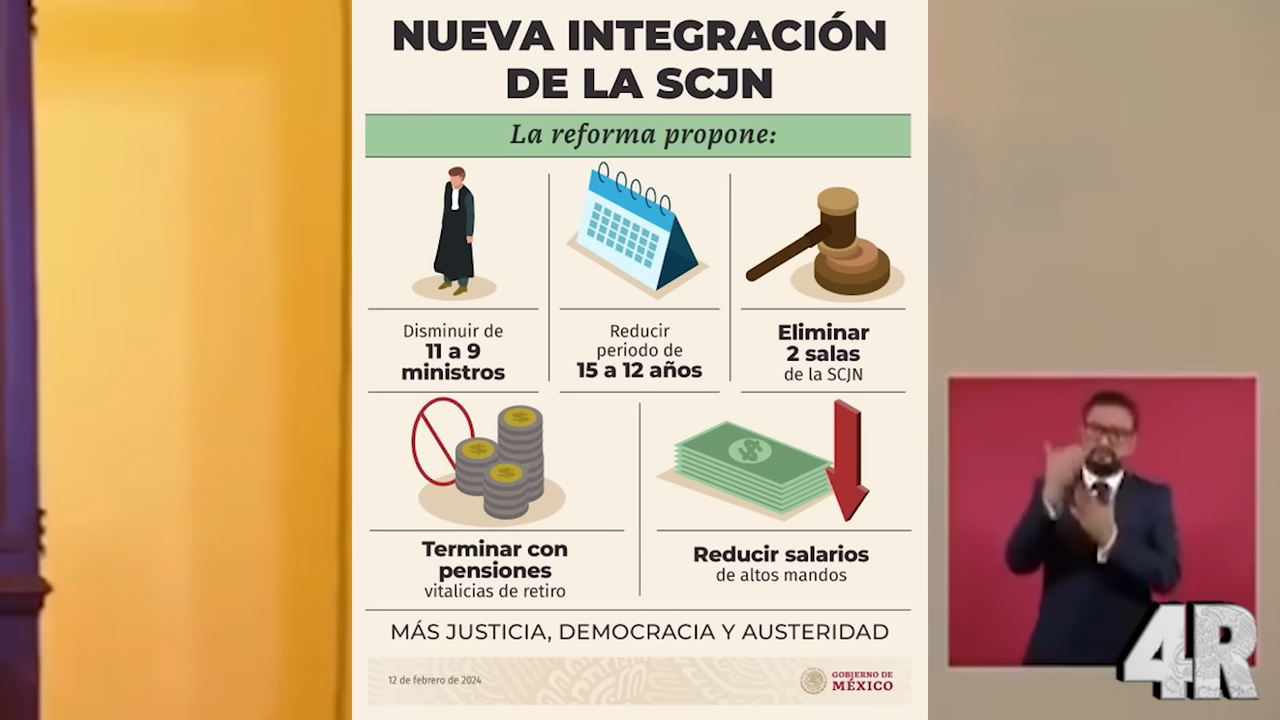 NUEVA INTEGRACIÓN
DE LA SCJN
La reforma propone:
Disminuir de
11 a 9
ministros
Reducir
periodo de
15 a 12 años
Eliminar
2 salas
de la SCJN
Terminar con
pensiones
vitalicias de retiro
Reducir salarios
de altos mandos
MÁS JUSTICIA, DEMOCRACIA Y AUSTERIDAD
12 de febrero de 2024
GOBIERNO DE
MÉXICO
4R